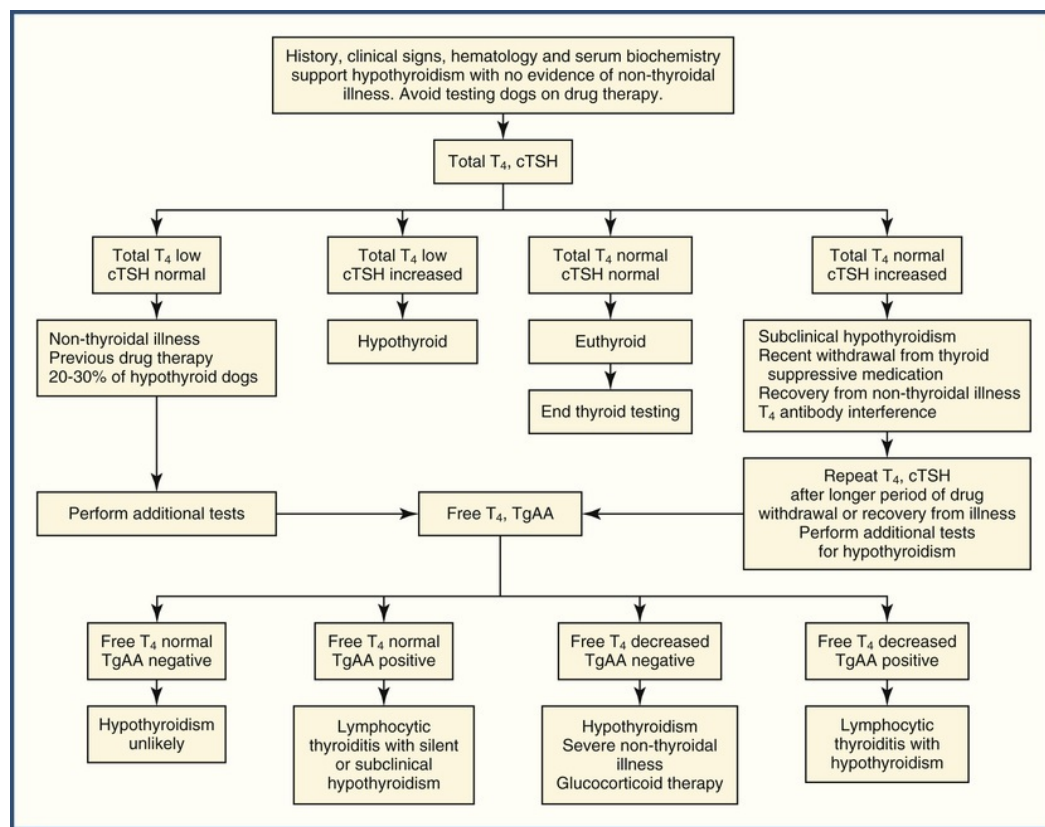 History, clinical signs, hematology and serum biochemistry
support hypothyroidism with no evidence of non-thyroidal
illness. Avoid testing dogs on drug therapy.
Total T₄, cTSH
Total T₄ low
cTSH normal
Total T₄ low
cTSH increased
Total T₄ normal
cTSH normal
Total T₄ normal
cTSH increased
Non-thyroidal illness
Previous drug therapy
20-30% of hypothyroid dogs
Hypothyroid
Euthyroid
Subclinical hypothyroidism
Recent withdrawal from thyroid
suppressive medication
Recovery from non-thyroidal illness
T₄ antibody interference
End thyroid testing
Perform additional tests
Free T₄, TgAA
Repeat T₄, cTSH
after longer period of drug
withdrawal or recovery from illness
Perform additional tests
for hypothyroidism
Free T₄ normal
TgAA negative
Free T₄ normal
TgAA positive
Free T₄ decreased
TgAA negative
Free T₄ decreased
TgAA positive
Hypothyroidism
unlikely
Lymphocytic
thyroiditis with silent
or subclinical
hypothyroidism
Hypothyroidism
Severe non-thyroidal
illness
Glucocorticoid therapy
Lymphocytic
thyroiditis with
hypothyroidism